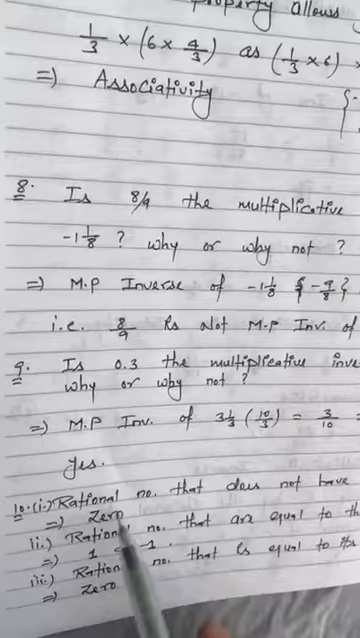 property allows
1/3 × (6 × 4/3) as (1/3 × 6)
=) Associativity
8. Is 8/9 the multiplicative
-1 1/8 ? why or why not ?
=) M.P Inverse of -1 1/8 { -9/8 }
i.e. 8/9 is Not M.P Inv. of
9. Is 0.3 the multiplicative inve
why or why not ?
=) M.P Inv. of 3 1/3 (10/3) = 3/10 =
yes.
10. (i.) Rational no. that does not have
=) Zero
ii.) Rational no. that are equal to th
=) 1 - 1.
iii.) Ration no. that is equal to its
=) Zero